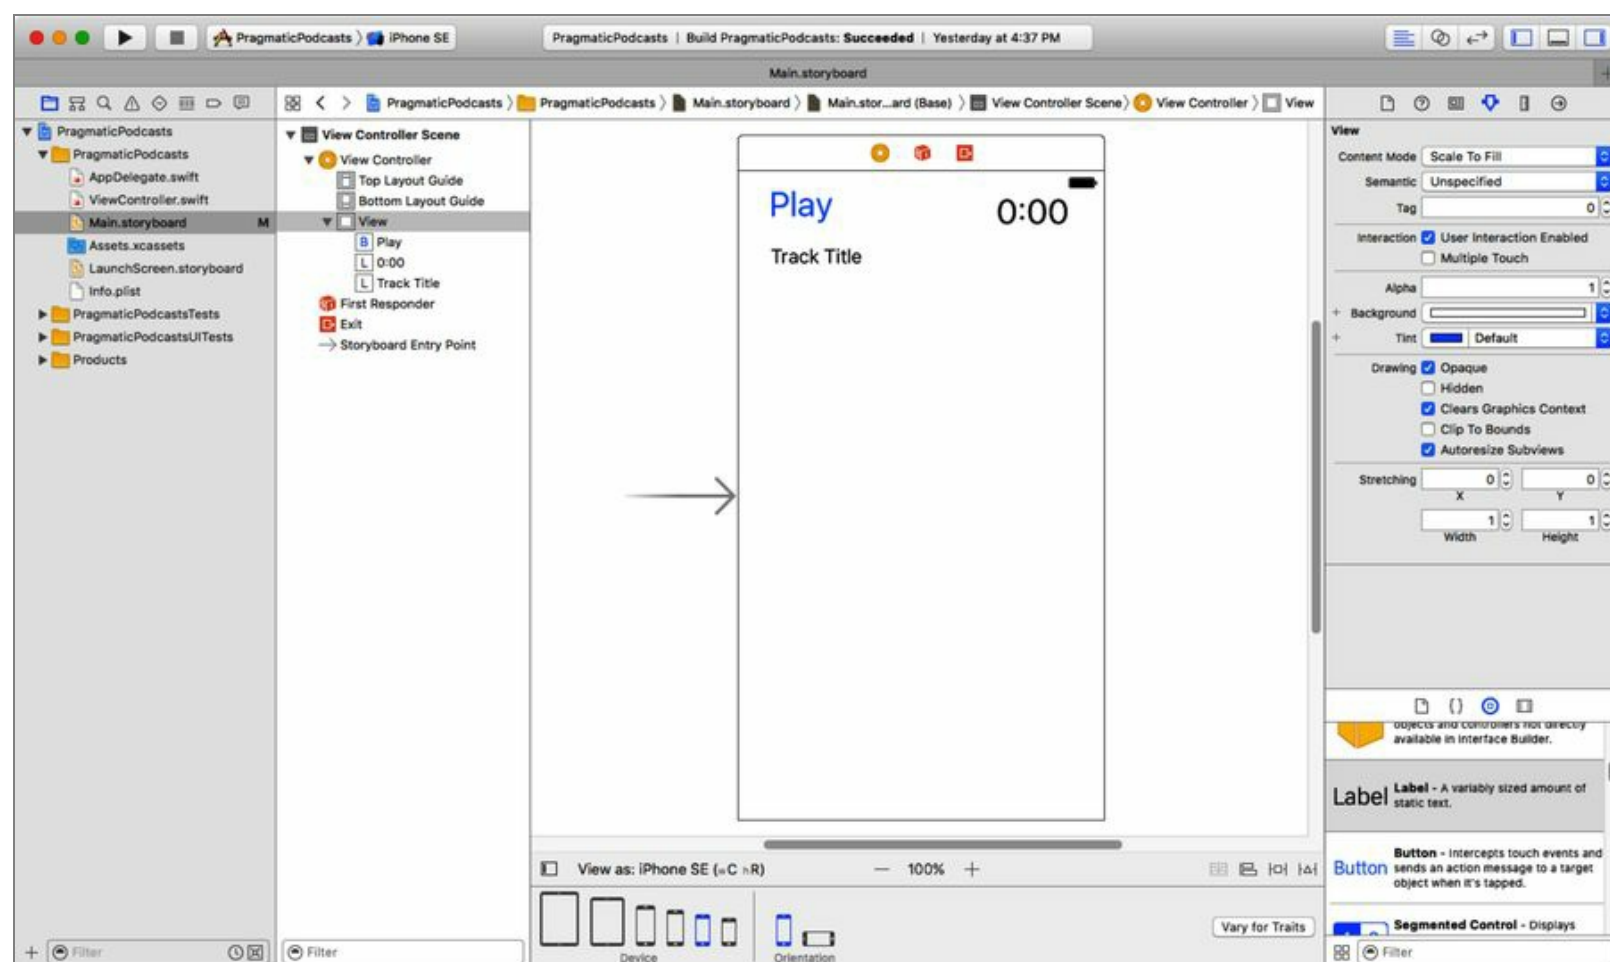 PragmaticPodcasts 〉 iPhone SE
PragmaticPodcasts | Build PragmaticPodcasts: Succeeded | Yesterday at 4:37 PM
Main.storyboard
PragmaticPodcasts 〉 PragmaticPodcasts 〉 Main.storyboard 〉 Main.stor...ard (Base) 〉 View Controller Scene 〉 View Controller 〉 View
PragmaticPodcasts
PragmaticPodcasts
AppDelegate.swift
ViewController.swift
Main.storyboard M
Assets.xcassets
LaunchScreen.storyboard
Info.plist
PragmaticPodcastsTests
PragmaticPodcastsUITests
Products
Filter
View Controller Scene
View Controller
Top Layout Guide
Bottom Layout Guide
View
B Play
L 0:00
L Track Title
First Responder
Exit
Storyboard Entry Point
Filter
Play
0:00
Track Title
View as: iPhone SE (wC hR)
— 100% +
Device
Orientation
Vary for Traits
View
Content Mode Scale To Fill
Semantic Unspecified
Tag 0
Interaction User Interaction Enabled
Multiple Touch
Alpha 1
+ Background
+ Tint Default
Drawing Opaque
Hidden
Clears Graphics Context
Clip To Bounds
Autoresize Subviews
Stretching 0 0
X Y
1 1
Width Height
objects and controllers not directly
available in Interface Builder.
Label Label - A variably sized amount of
static text.
Button Button - Intercepts touch events and
sends an action message to a target
object when it's tapped.
Segmented Control - Displays
Filter